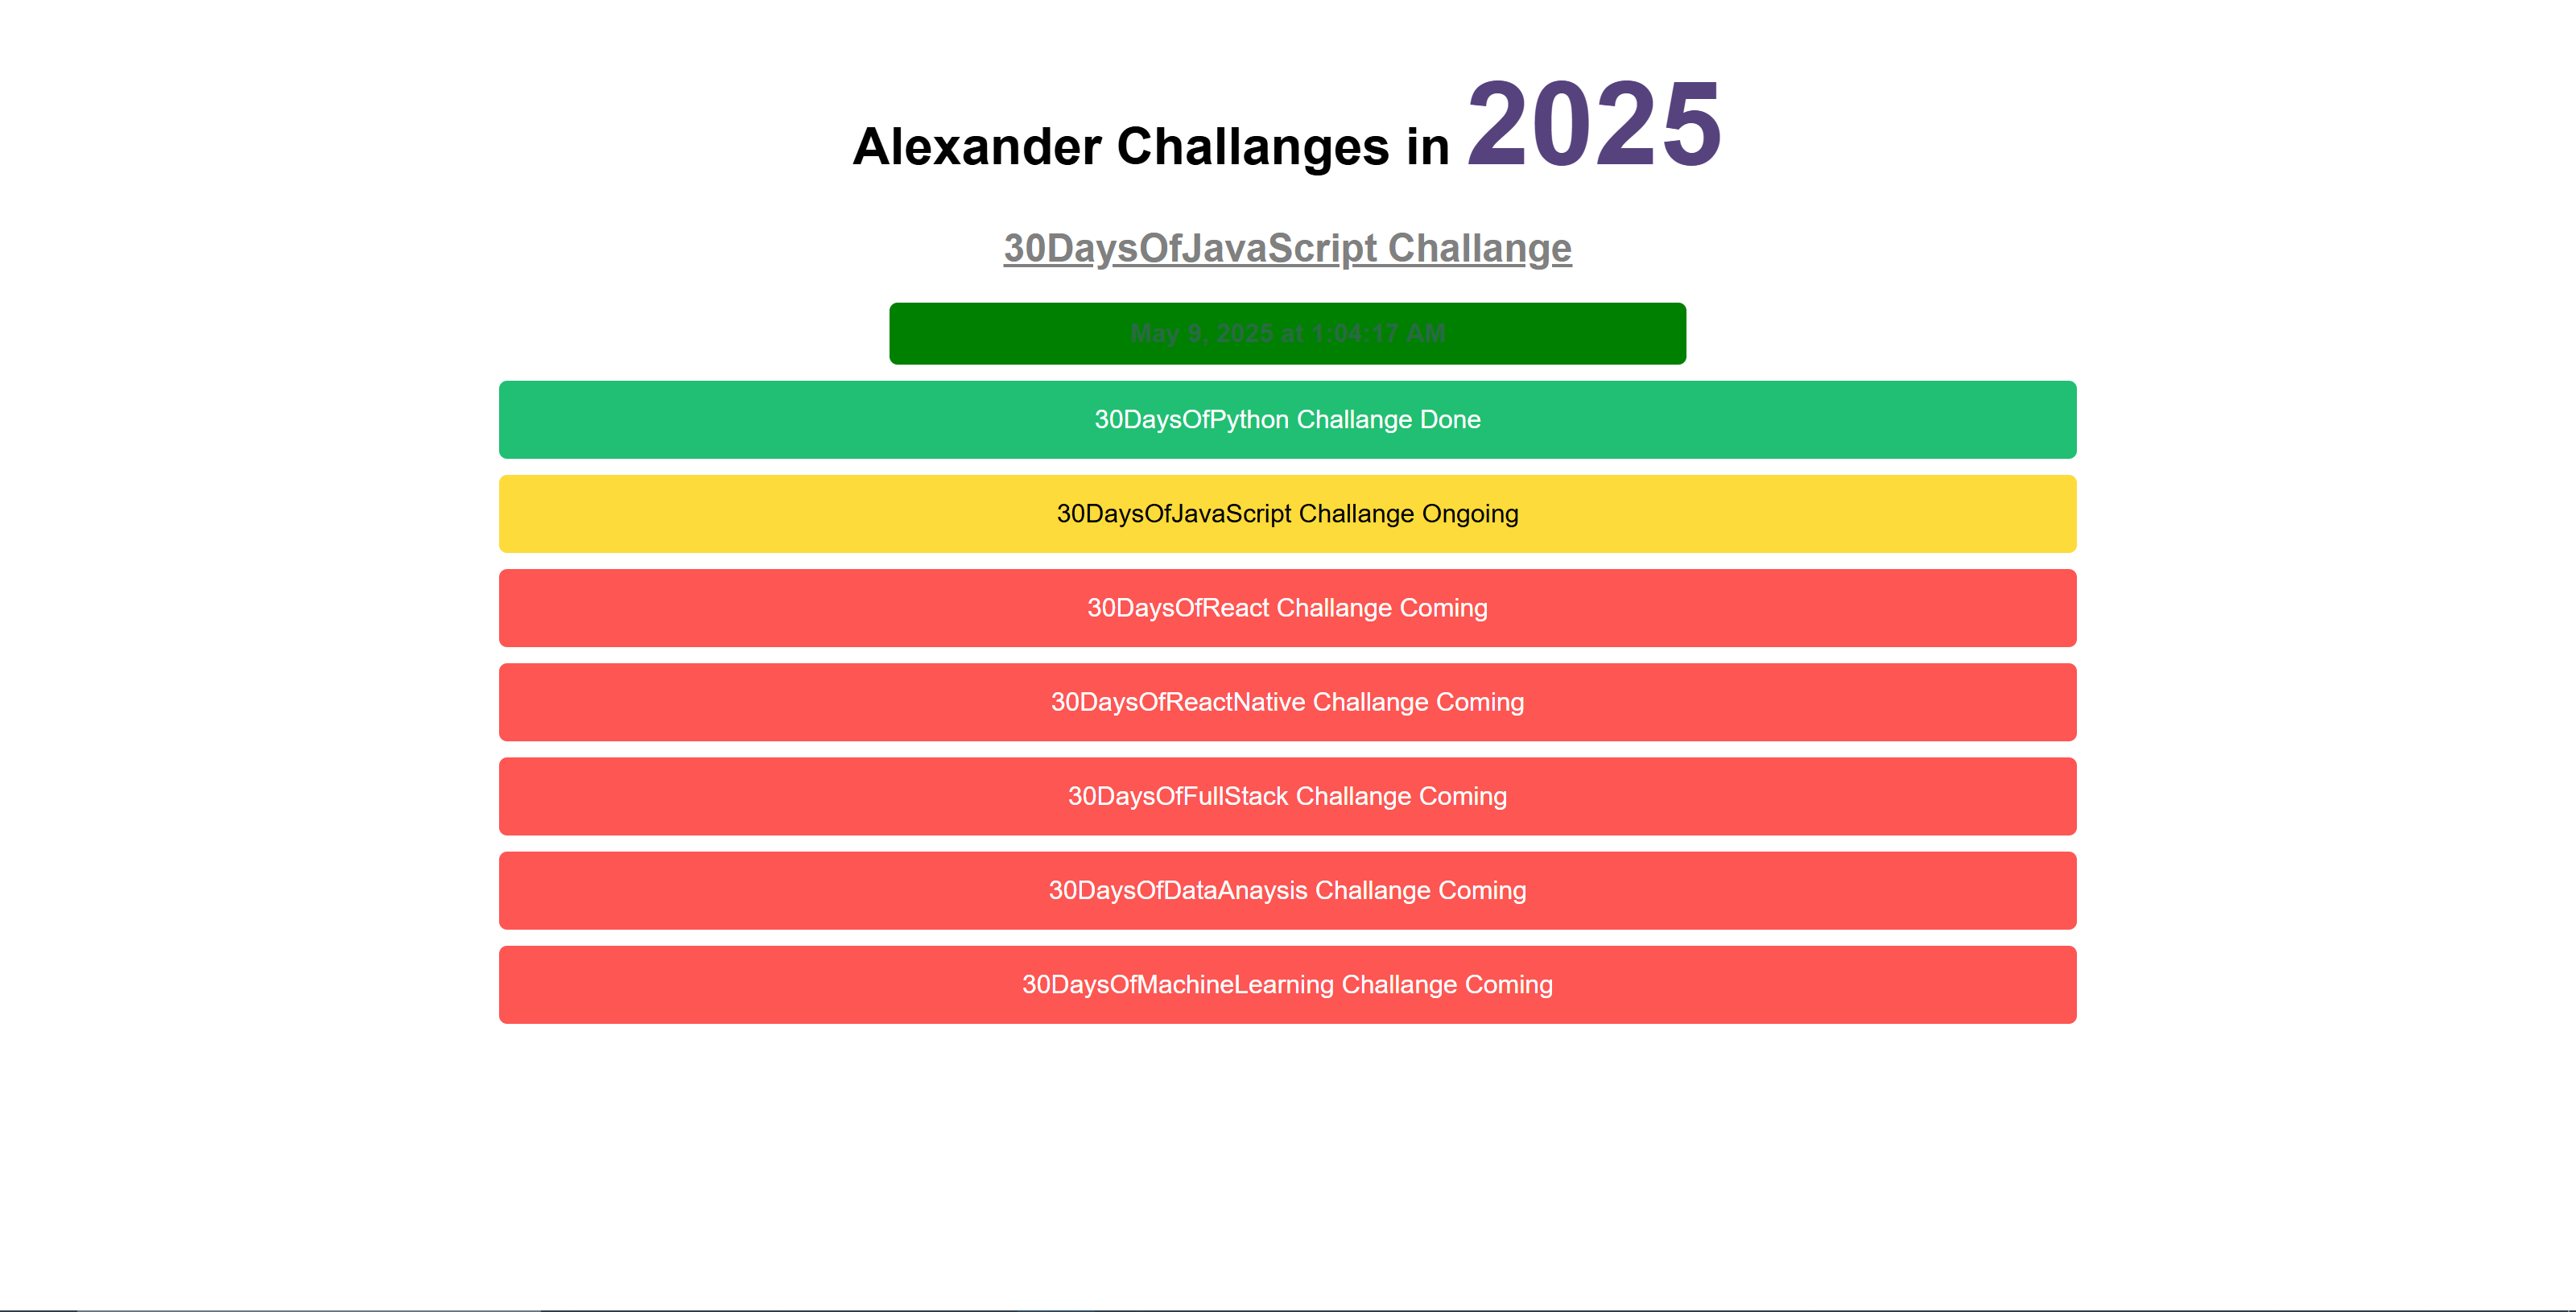 Alexander Challanges in 2025
30DaysOfJavaScript Challange
May 9, 2025 at 1:04:17 AM
30DaysOfPython Challange Done
30DaysOfJavaScript Challange Ongoing
30DaysOfReact Challange Coming
30DaysOfReactNative Challange Coming
30DaysOfFullStack Challange Coming
30DaysOfDataAnaysis Challange Coming
30DaysOfMachineLearning Challange Coming